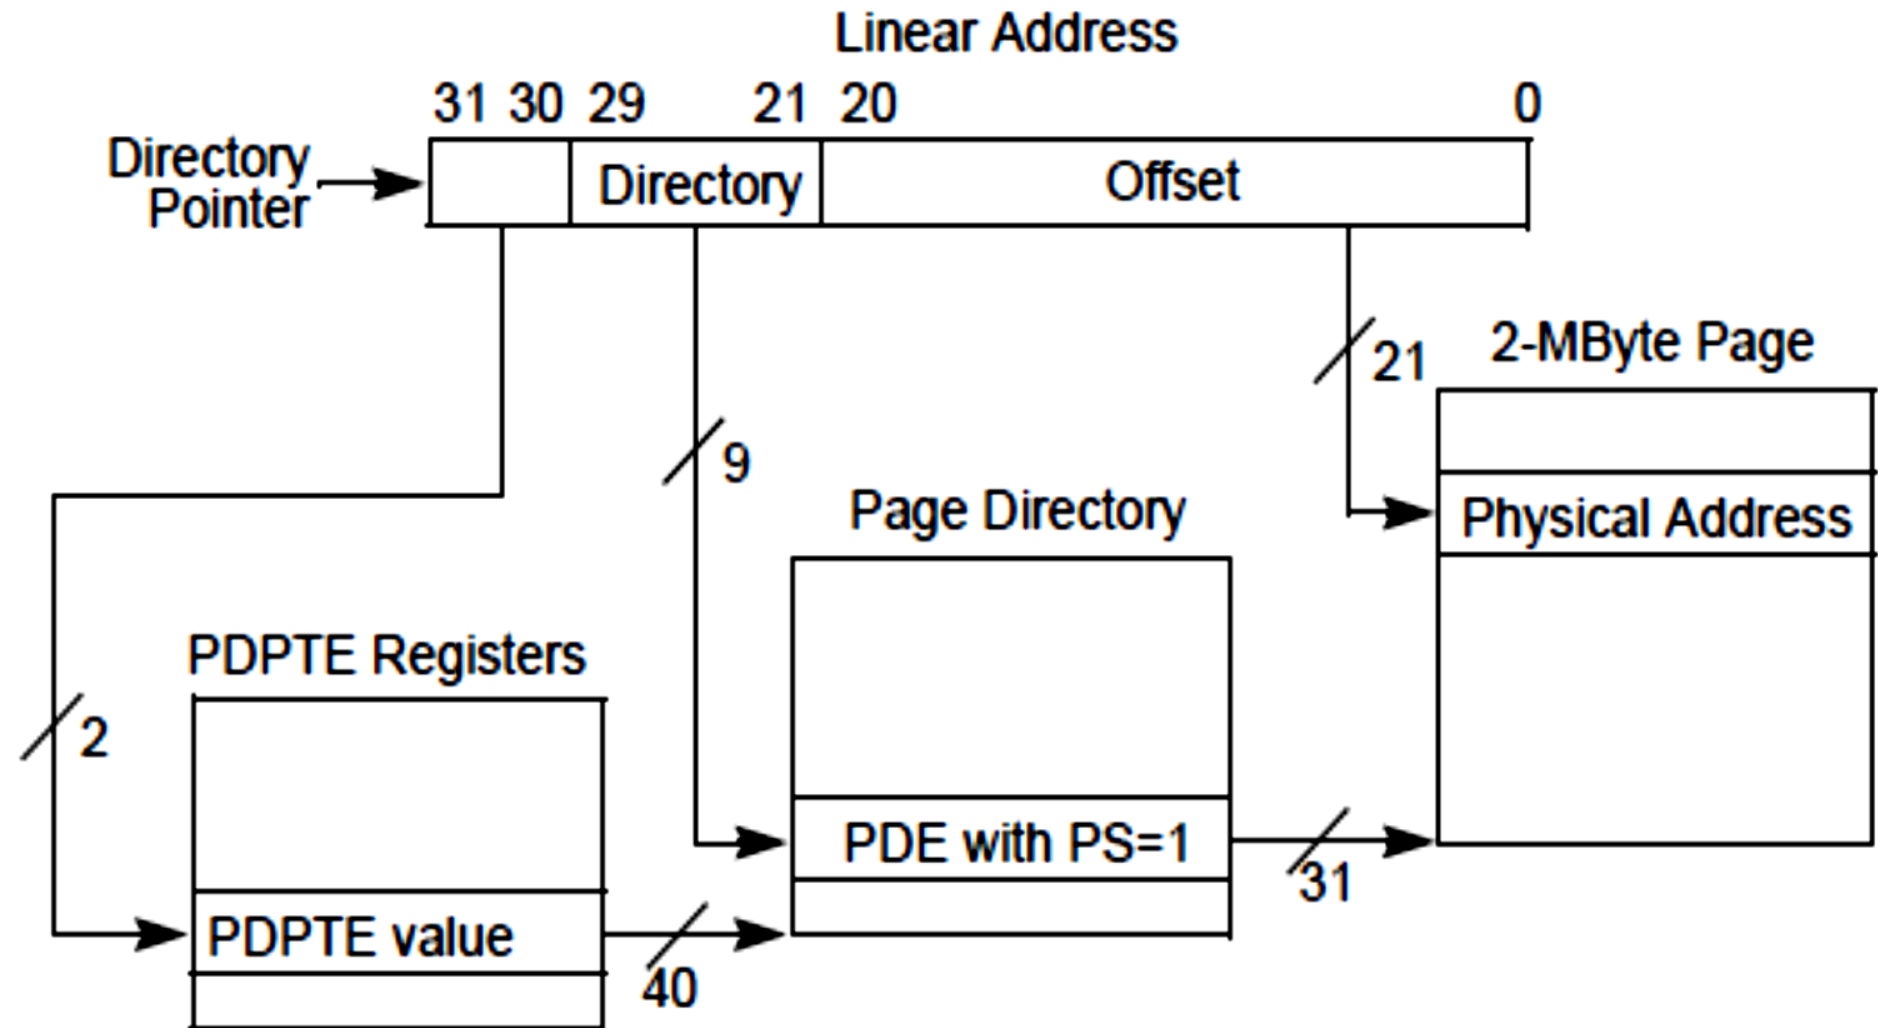 Linear Address
31 30 29 21 20 0
Directory
Pointer
Directory
Offset
21
2-MByte Page
9
Page Directory
Physical Address
PDPTE Registers
2
PDE with PS=1
31
PDPTE value
40